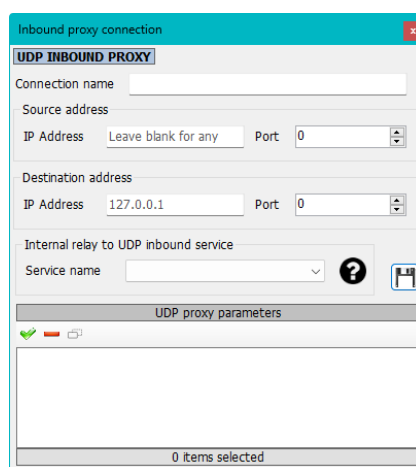 Inbound proxy connection x
UDP INBOUND PROXY
Connection name
Source address
IP Address Leave blank for any Port 0
Destination address
IP Address 127.0.0.1 Port 0
Internal relay to UDP inbound service
Service name ?
UDP proxy parameters
0 items selected